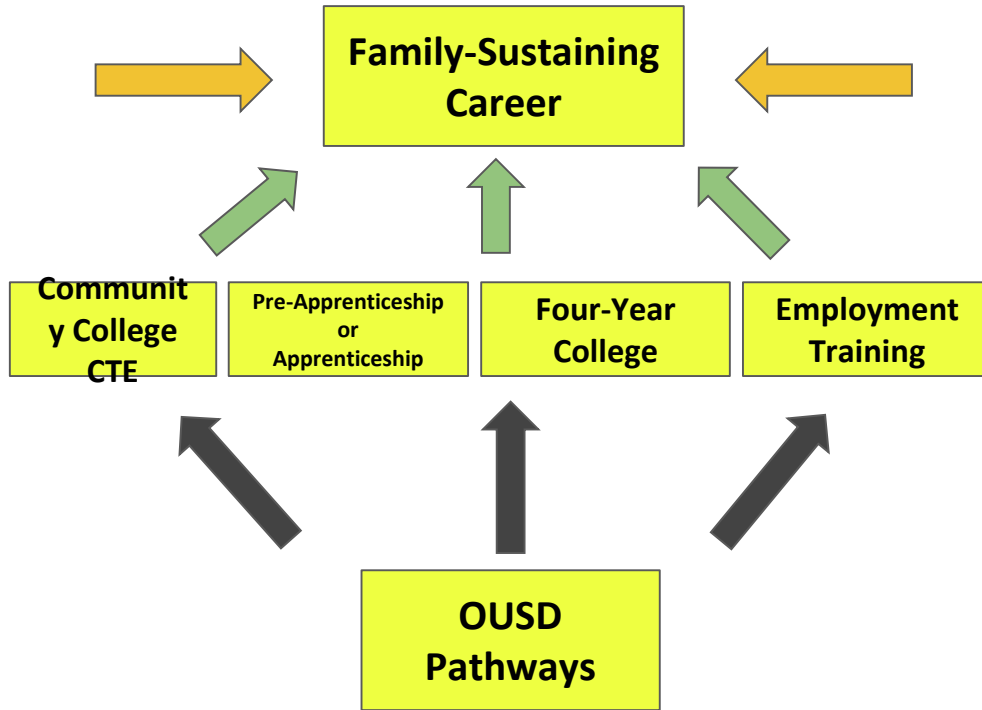 Family-Sustaining
Career
Communit
y College
CTE
Pre-Apprenticeship
or
Apprenticeship
Four-Year
College
Employment
Training
OUSD
Pathways